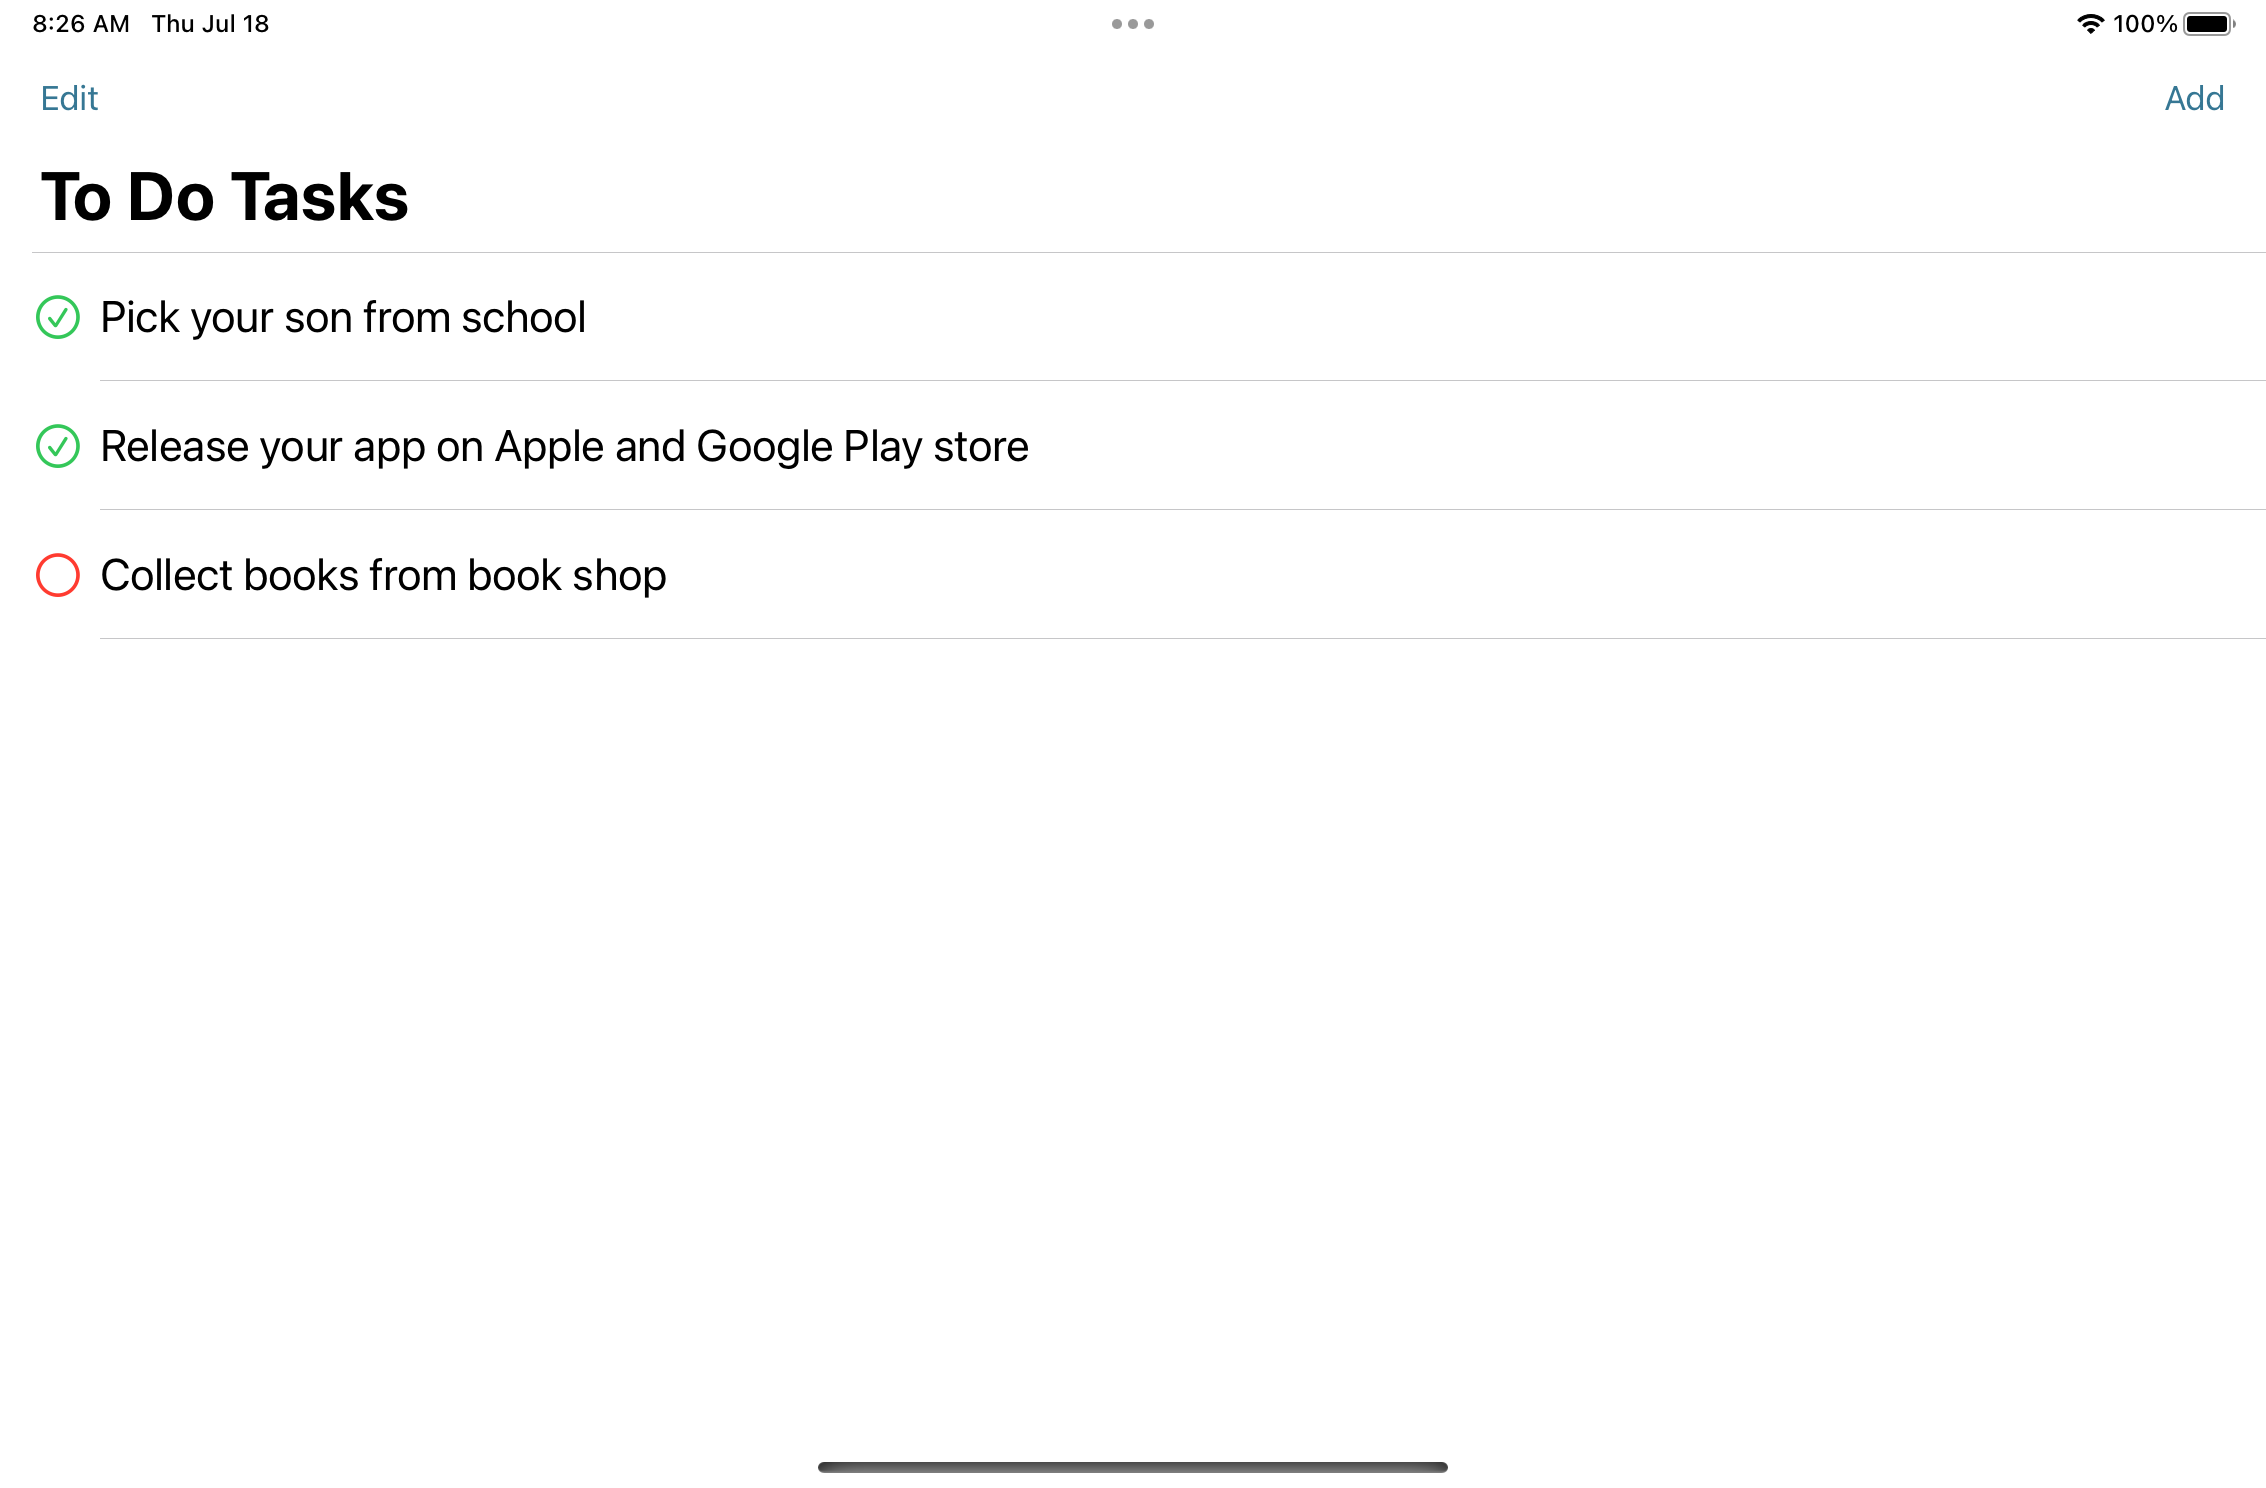 8:26 AM Thu Jul 18 100%
Edit Add
To Do Tasks
Pick your son from school
Release your app on Apple and Google Play store
Collect books from book shop